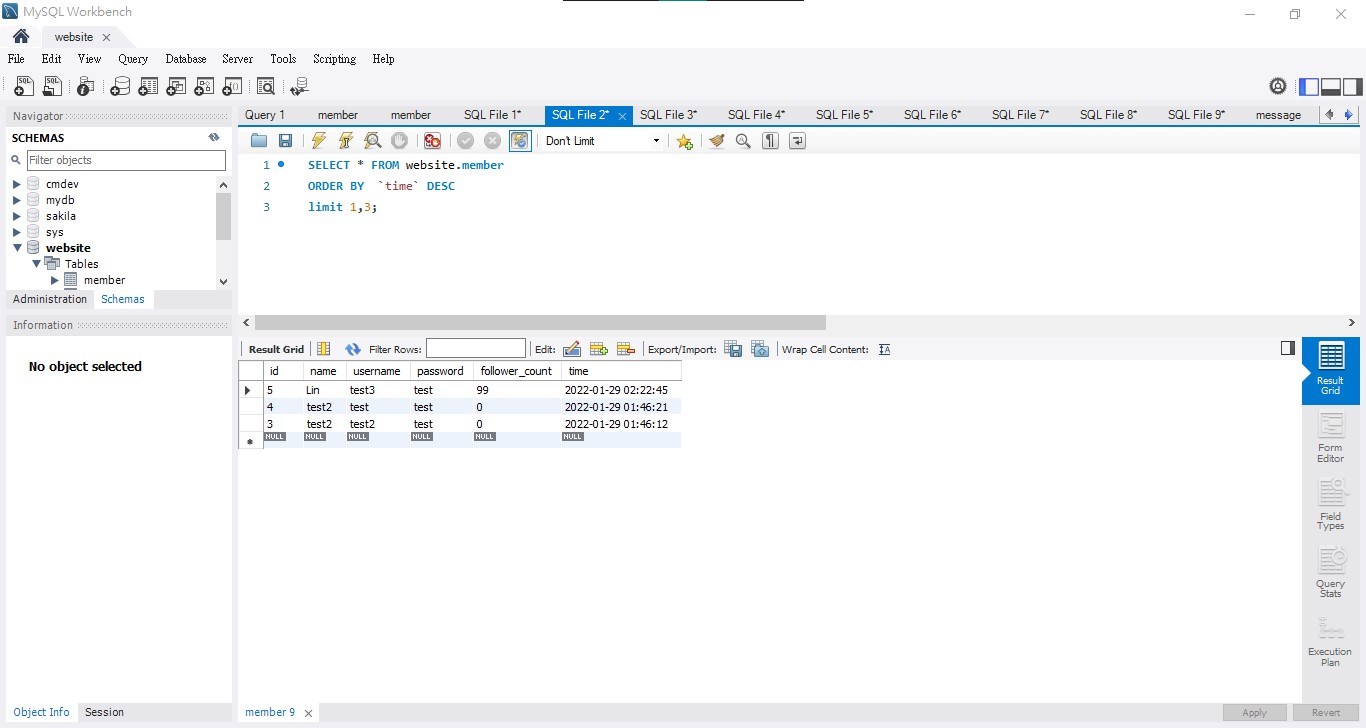 MySQL Workbench
website
File Edit View Query Database Server Tools Scripting Help
Navigator
SCHEMAS
Filter objects
cmdev
mydb
sakila
sys
website
Tables
member
Administration Schemas
Information
No object selected
Object Info Session
Query 1 member member SQL File 1* SQL File 2* SQL File 3* SQL File 4* SQL File 5* SQL File 6* SQL File 7* SQL File 8* SQL File 9* message
Don't Limit
1 SELECT * FROM website.member
2 ORDER BY `time` DESC
3 limit 1,3;
Result Grid Filter Rows: Edit: Export/Import: Wrap Cell Content: IA
id name username password follower_count time
5 Lin test3 test 99 2022-01-29 02:22:45
4 test2 test test 0 2022-01-29 01:46:21
3 test2 test2 test 0 2022-01-29 01:46:12
NULL NULL NULL NULL NULL NULL
Result
Grid
Form
Editor
Field
Types
Query
Stats
Execution
Plan
member 9
Apply Revert